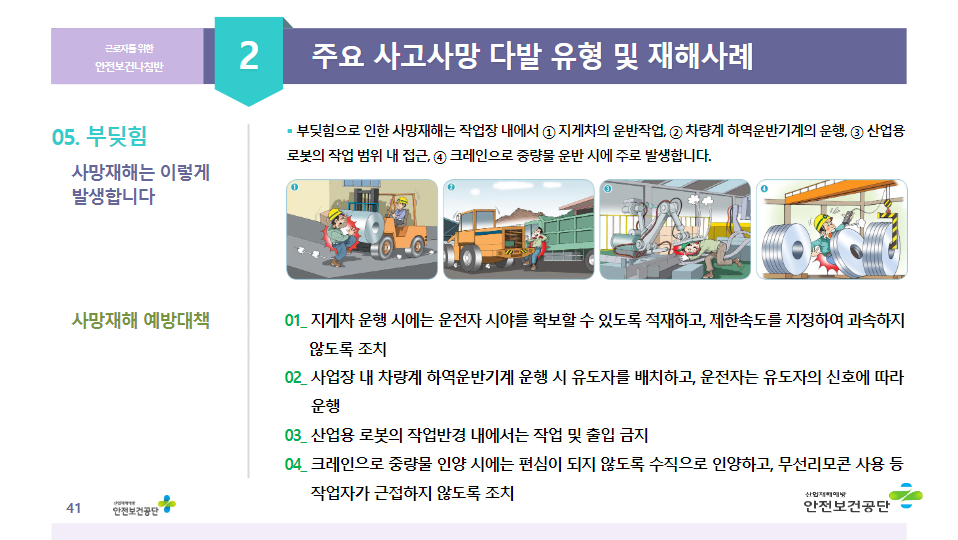 근로자를 위한
안전보건나침반
2
주요 사고사망 다발 유형 및 재해사례
05. 부딪힘
사망재해는 이렇게
발생합니다
▪ 부딪힘으로 인한 사망재해는 작업장 내에서 ① 지게차의 운반작업, ② 차량계 하역운반기계의 운행, ③ 산업용
로봇의 작업 범위 내 접근, ④ 크레인으로 중량물 운반 시에 주로 발생합니다.
1
2
3
4
사망재해 예방대책
01_ 지게차 운행 시에는 운전자 시야를 확보할 수 있도록 적재하고, 제한속도를 지정하여 과속하지
않도록 조치
02_ 사업장 내 차량계 하역운반기계 운행 시 유도자를 배치하고, 운전자는 유도자의 신호에 따라
운행
03_ 산업용 로봇의 작업반경 내에서는 작업 및 출입 금지
04_ 크레인으로 중량물 인양 시에는 편심이 되지 않도록 수직으로 인양하고, 무선리모콘 사용 등
작업자가 근접하지 않도록 조치
41
산업재해예방
안전보건공단
산업재해예방
안전보건공단